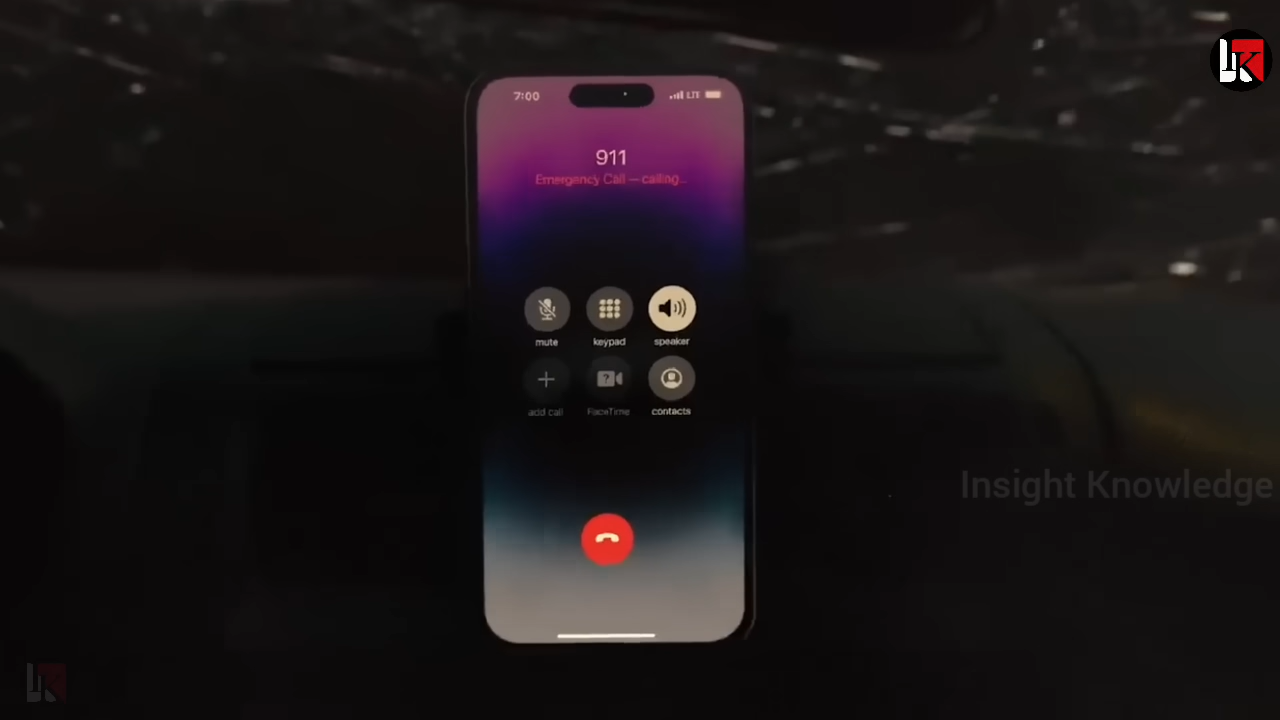 7:00
LTE
911
Emergency Call — calling...
mute
keypad
speaker
add call
FaceTime
contacts
Insight Knowledge